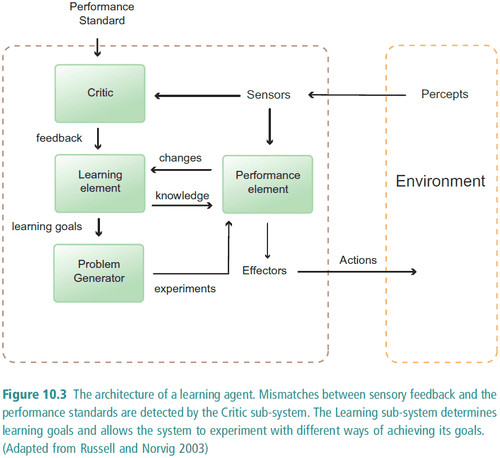 Performance
Standard
Critic
Sensors
Percepts
feedback
changes
Learning
element
Performance
element
knowledge
Environment
learning goals
Problem
Generator
experiments
Effectors
Actions
Figure 10.3 The architecture of a learning agent. Mismatches between sensory feedback and the
performance standards are detected by the Critic sub-system. The Learning sub-system determines
learning goals and allows the system to experiment with different ways of achieving its goals.
(Adapted from Russell and Norvig 2003)